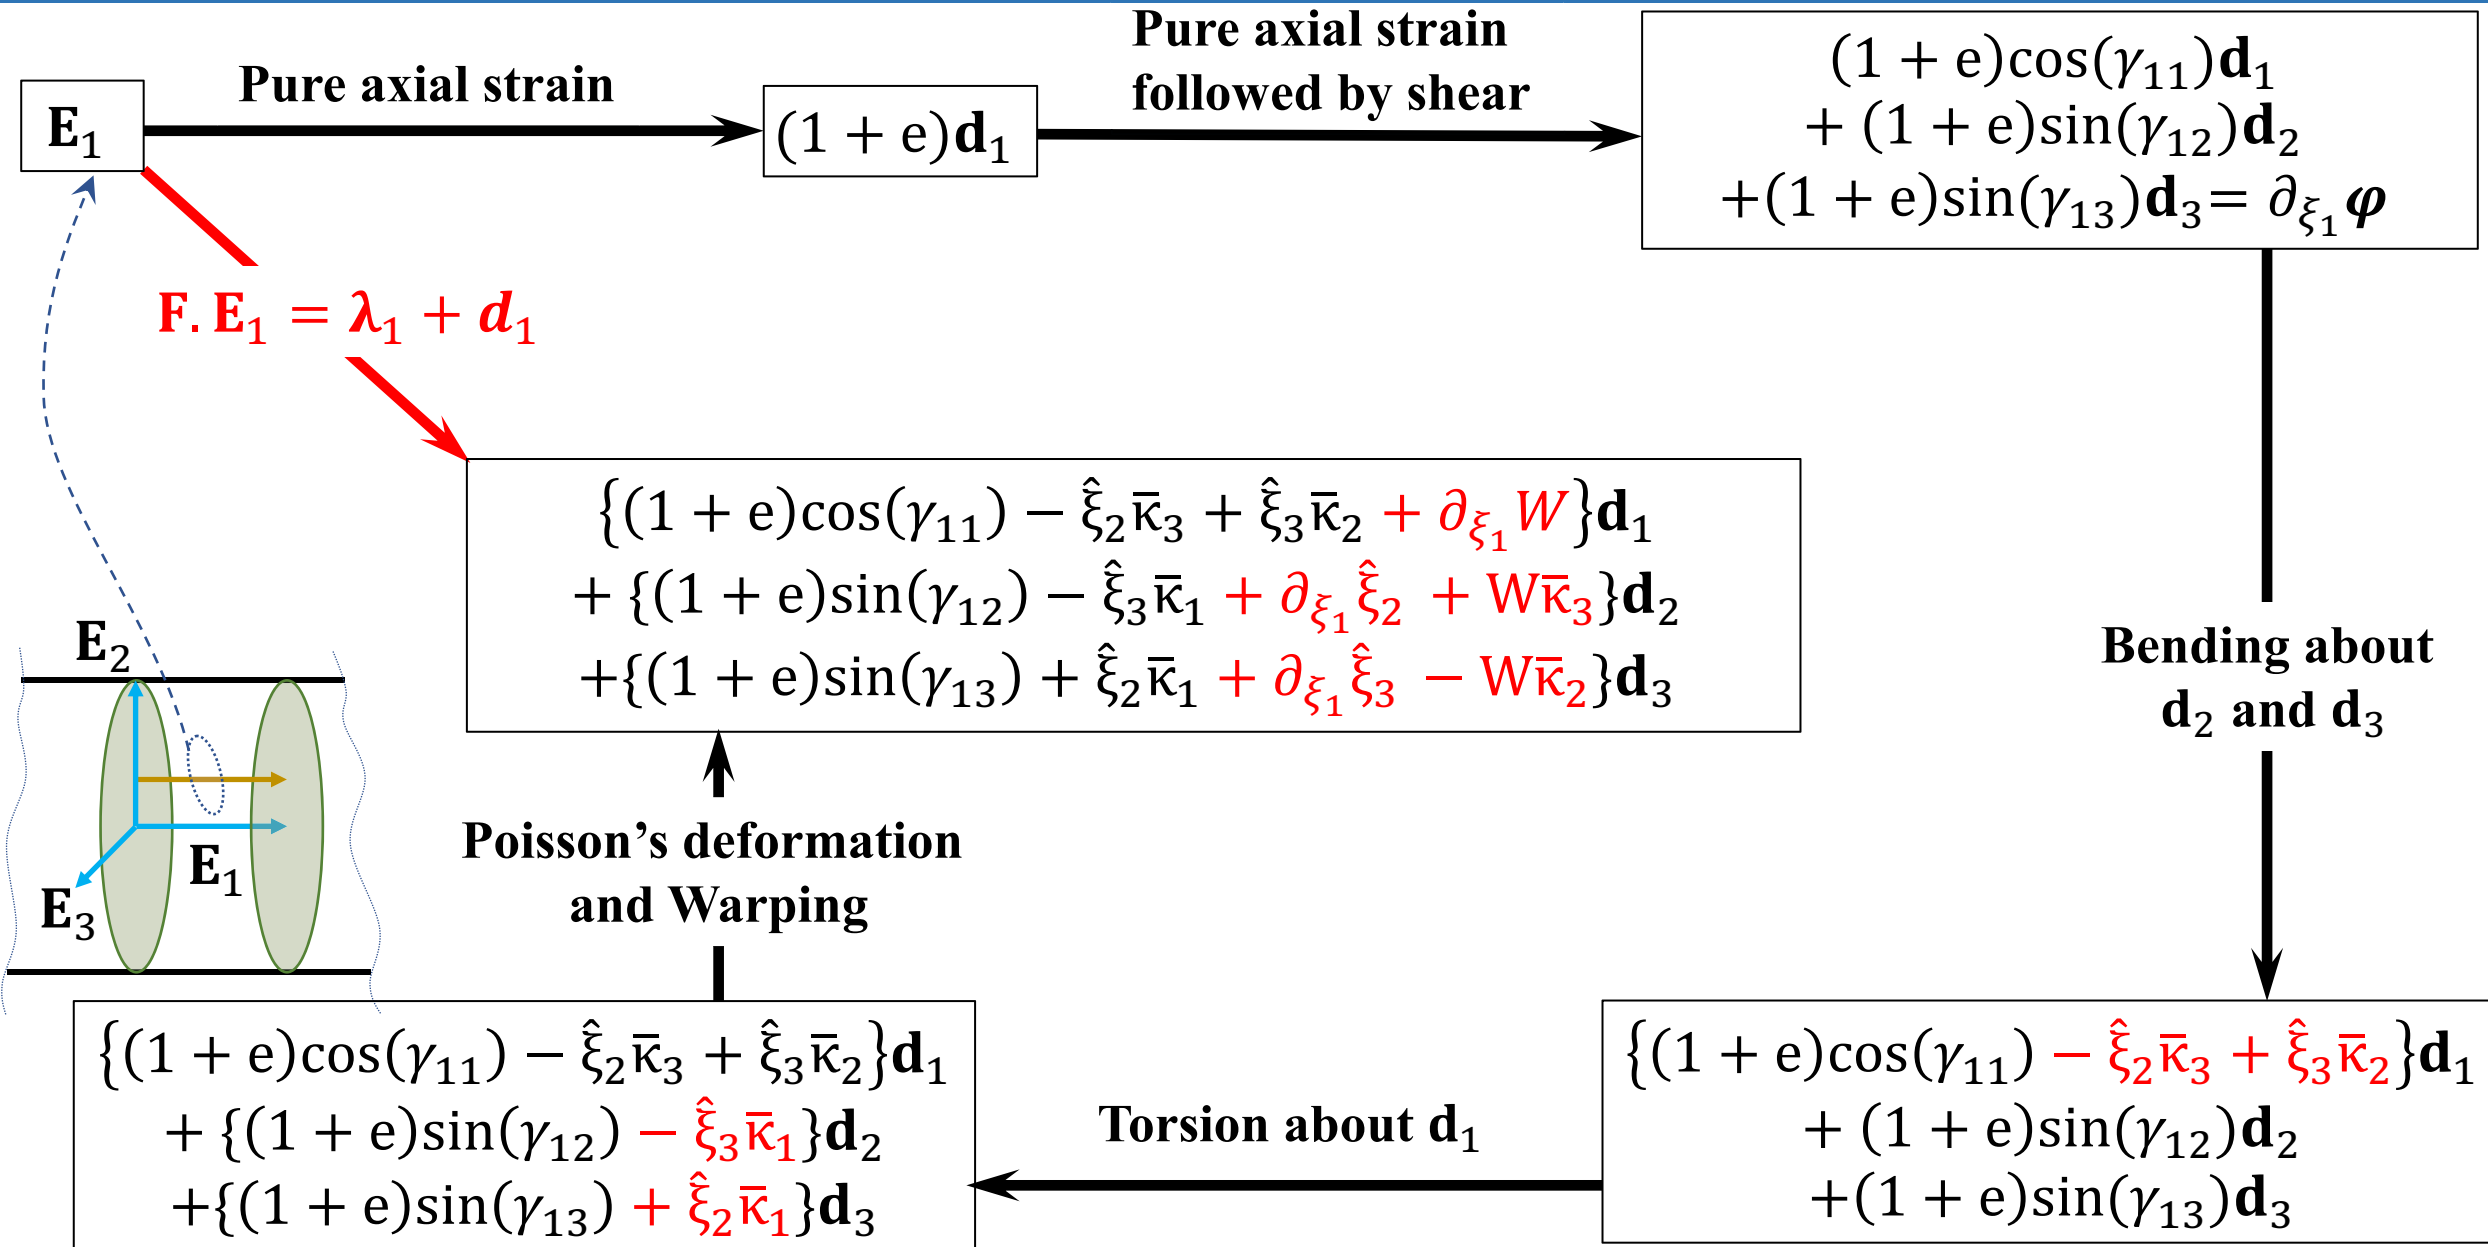 E₁
Pure axial strain
(1 + e)d₁
Pure axial strain
followed by shear
(1 + e)cos(γ₁₁)d₁
+ (1 + e)sin(γ₁₂)d₂
+(1 + e)sin(γ₁₃)d₃= ∂_ξ₁ φ
F. E₁ = λ₁ + d₁
{(1 + e)cos(γ₁₁) − ξ̂₂κ̅₃ + ξ̂₃κ̅₂ + ∂_ξ₁ W}d₁
+ {(1 + e)sin(γ₁₂) − ξ̂₃κ̅₁ + ∂_ξ₁ ξ̂₂ + Wκ̅₃}d₂
+{(1 + e)sin(γ₁₃) + ξ̂₂κ̅₁ + ∂_ξ₁ ξ̂₃ − Wκ̅₂}d₃
Bending about
d₂ and d₃
E₂
E₁
E₃
Poisson’s deformation
and Warping
{(1 + e)cos(γ₁₁) − ξ̂₂κ̅₃ + ξ̂₃κ̅₂}d₁
+ {(1 + e)sin(γ₁₂) − ξ̂₃κ̅₁}d₂
+{(1 + e)sin(γ₁₃) + ξ̂₂κ̅₁}d₃
Torsion about d₁
{(1 + e)cos(γ₁₁) − ξ̂₂κ̅₃ + ξ̂₃κ̅₂}d₁
+ (1 + e)sin(γ₁₂)d₂
+(1 + e)sin(γ₁₃)d₃